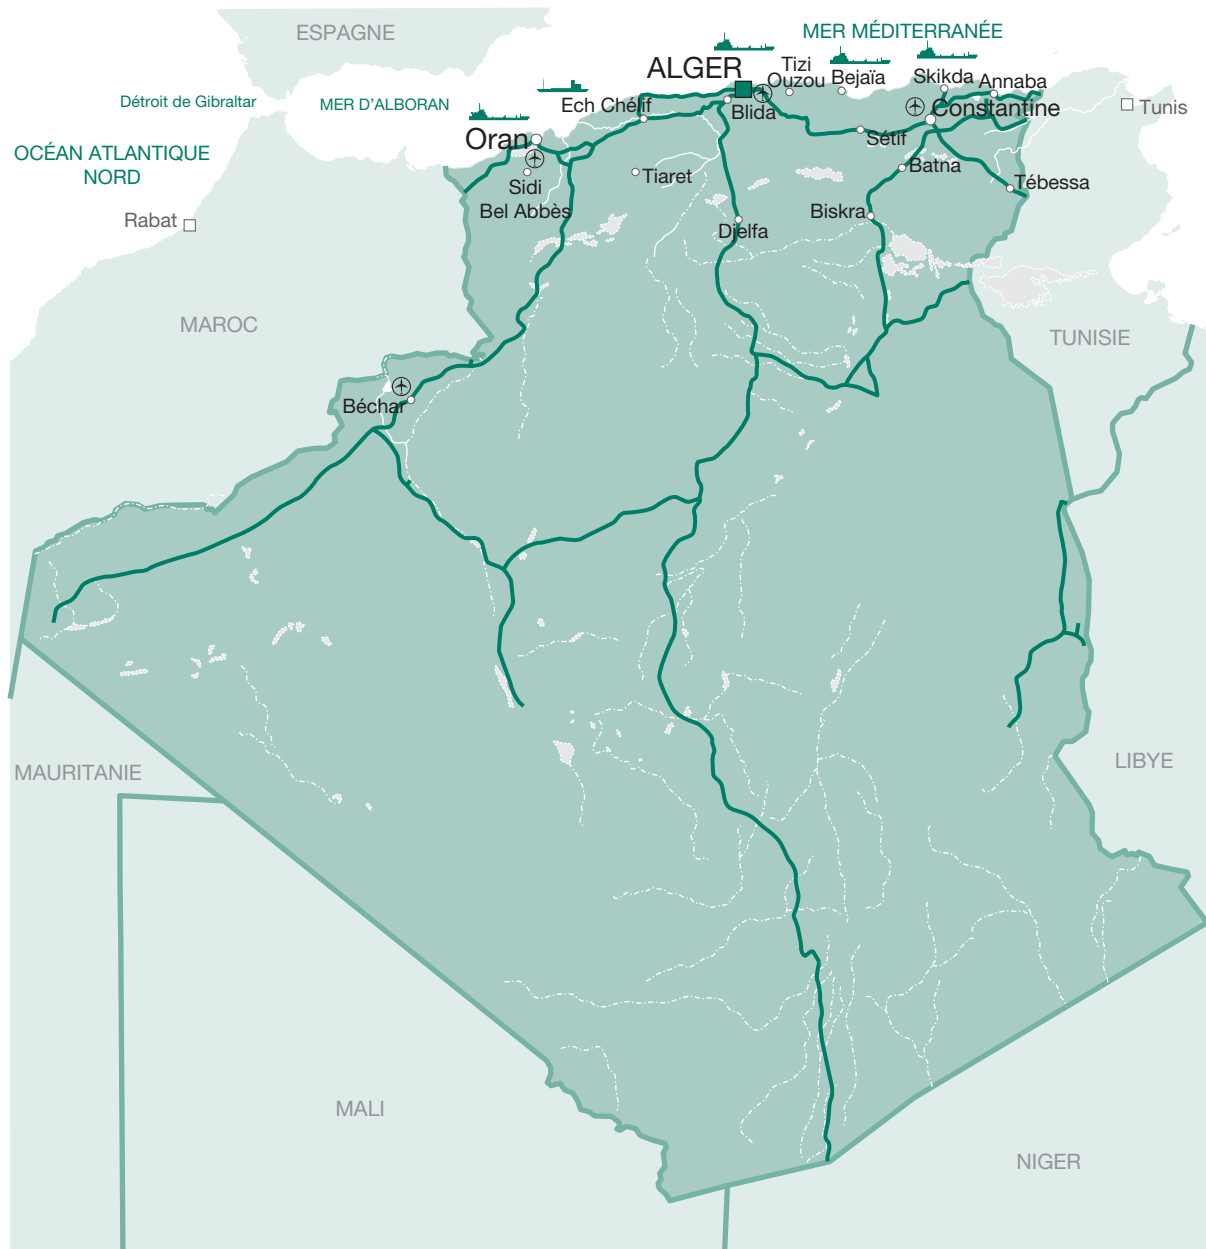 ESPAGNE
MER MÉDITERRANÉE
ALGER
Tizi
Ouzou
Bejaïa
Skikda
Annaba
Détroit de Gibraltar
MER D'ALBORAN
Ech Chélif
Blida
Constantine
Tunis
Oran
Sétif
OCÉAN ATLANTIQUE
NORD
Sidi
Bel Abbès
Tiaret
Batna
Tébessa
Rabat
Djelfa
Biskra
MAROC
TUNISIE
Béchar
MAURITANIE
LIBYE
MALI
NIGER